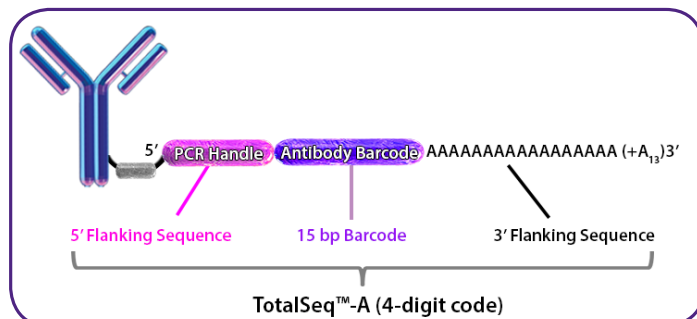 5′ PCR Handle Antibody Barcode AAAAAAAAAAAAAAAAA (+A₁₃)3′
5′ Flanking Sequence 15 bp Barcode 3′ Flanking Sequence
TotalSeq™-A (4-digit code)